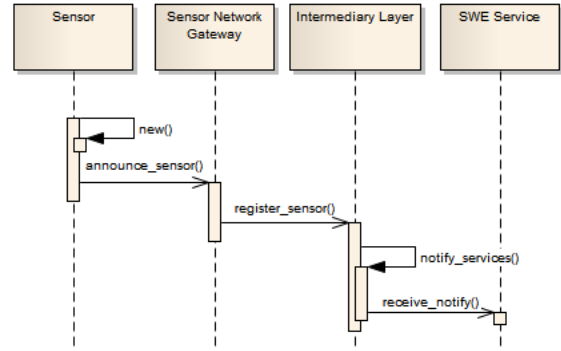 Sensor
Sensor Network
Gateway
Intermediary Layer
SWE Service
new()
announce_sensor()
register_sensor()
notify_services()
receive_notify()